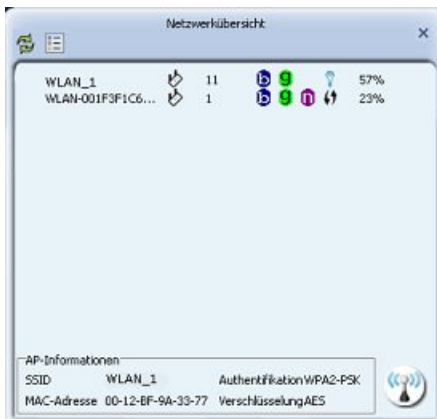 Netzwerkübersicht
WLAN_1 11 b g 57%
WLAN-001F3F1C6... 1 b g n 23%
AP-Informationen
SSID WLAN_1 Authentifikation WPA2-PSK
MAC-Adresse 00-12-BF-9A-33-77 Verschlüsselung AES